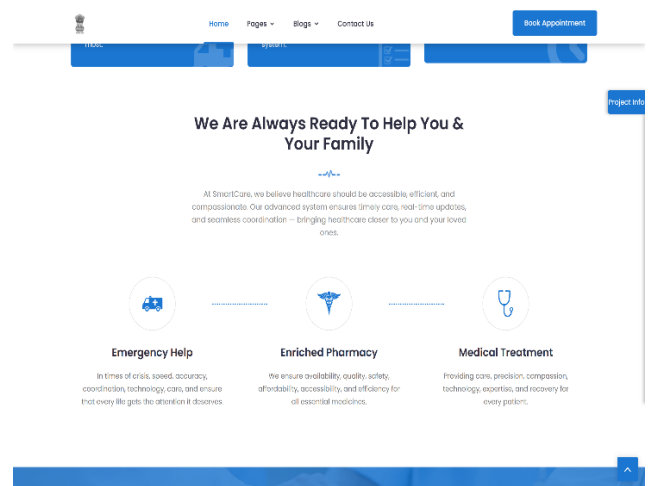 Home Pages Blogs Contact Us Book Appointment
most. system.
Project Info
We Are Always Ready To Help You &
Your Family
At SmartCare, we believe healthcare should be accessible, efficient, and
compassionate. Our advanced system ensures timely care, real-time updates,
and seamless coordination — bringing healthcare closer to you and your loved
ones.
Emergency Help
In times of crisis, speed, accuracy,
coordination, technology, care, and ensure
that every life gets the attention it deserves.
Enriched Pharmacy
We ensure availability, quality, safety,
affordability, accessibility, and efficiency for
all essential medicines.
Medical Treatment
Providing care, precision, compassion,
technology, expertise, and recovery for
every patient.